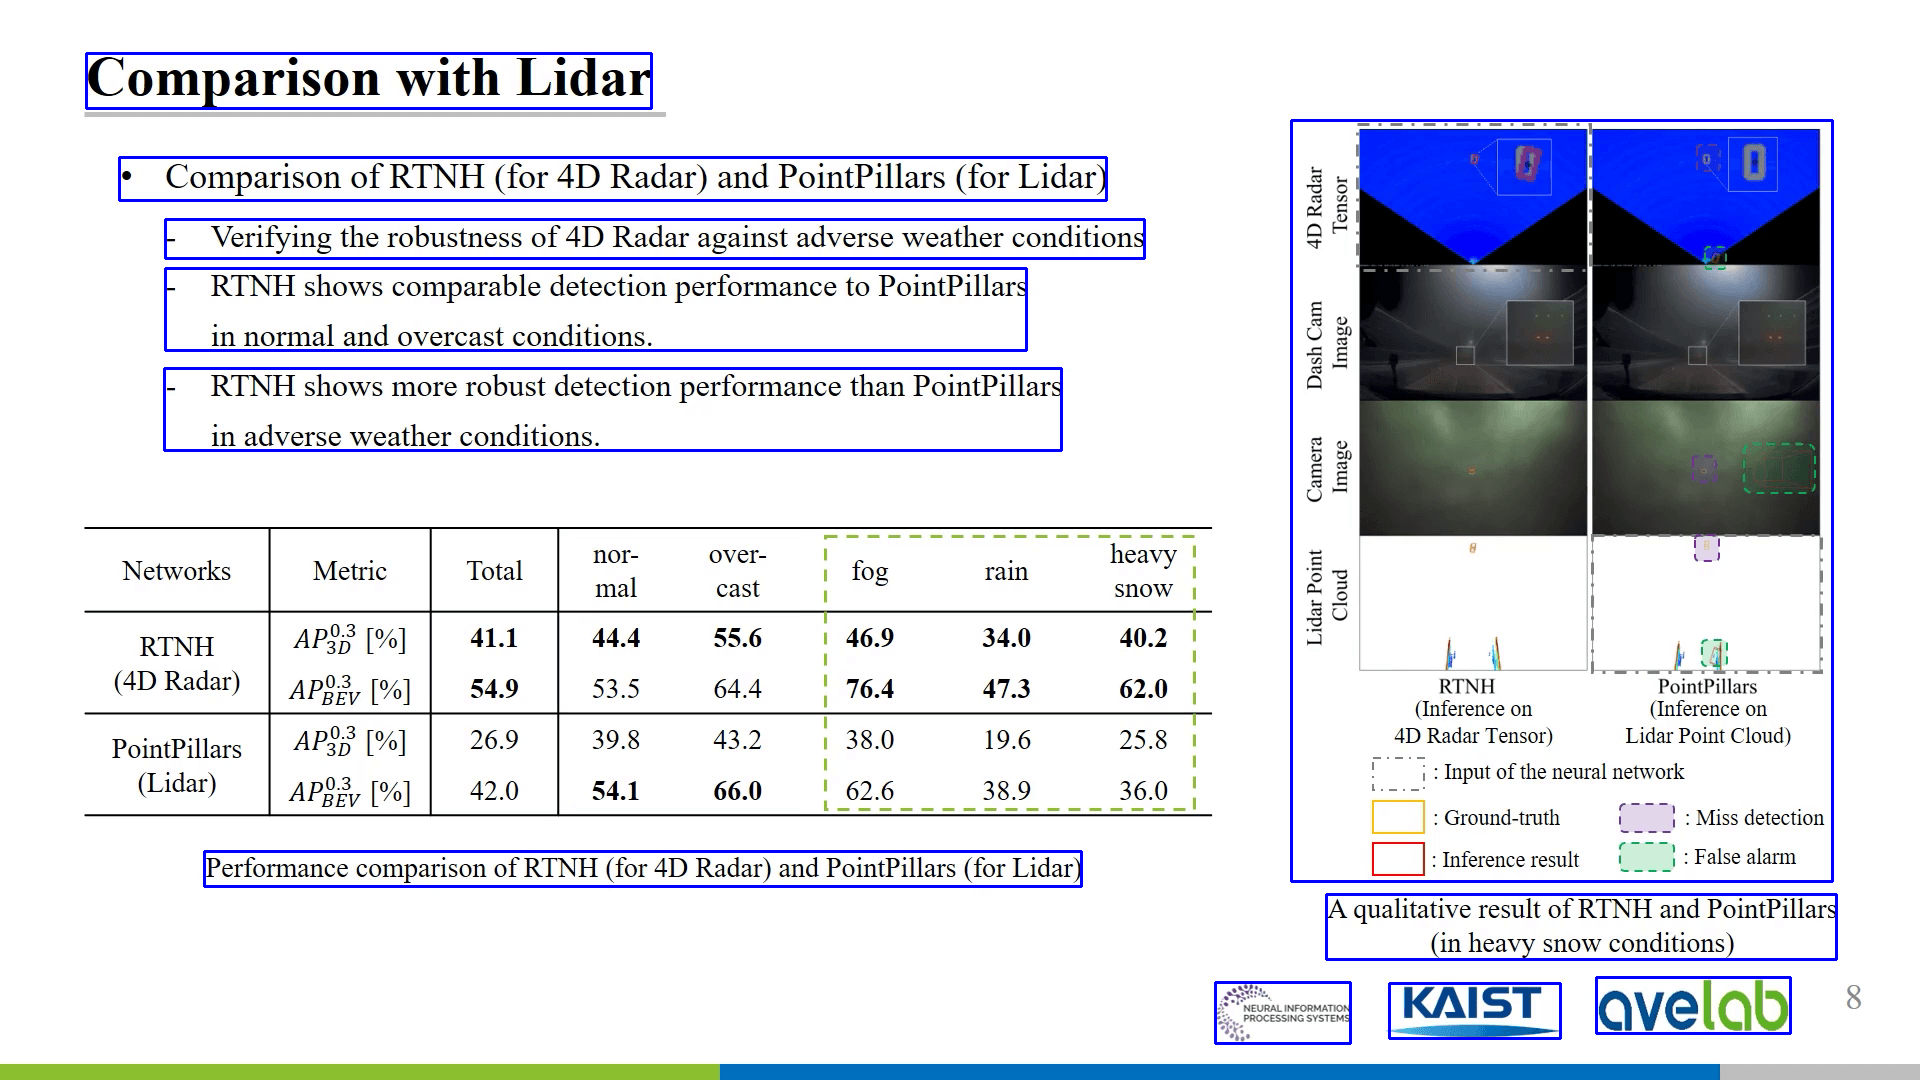 Comparison with Lidar
• Comparison of RTNH (for 4D Radar) and PointPillars (for Lidar)
- Verifying the robustness of 4D Radar against adverse weather conditions
- RTNH shows comparable detection performance to PointPillars
in normal and overcast conditions.
- RTNH shows more robust detection performance than PointPillars
in adverse weather conditions.
Networks Metric Total nor-mal over-cast fog rain heavy snow
RTNH (4D Radar) AP_{3D}^{0.3} [%] 41.1 44.4 55.6 46.9 34.0 40.2
AP_{BEV}^{0.3} [%] 54.9 53.5 64.4 76.4 47.3 62.0
PointPillars (Lidar) AP_{3D}^{0.3} [%] 26.9 39.8 43.2 38.0 19.6 25.8
AP_{BEV}^{0.3} [%] 42.0 54.1 66.0 62.6 38.9 36.0
Performance comparison of RTNH (for 4D Radar) and PointPillars (for Lidar)
4D Radar
Tensor
Dash Cam
Image
Camera
Image
Lidar Point
Cloud
RTNH
(Inference on
4D Radar Tensor)
PointPillars
(Inference on
Lidar Point Cloud)
: Input of the neural network
: Ground-truth
: Miss detection
: Inference result
: False alarm
A qualitative result of RTNH and PointPillars
(in heavy snow conditions)
NEURAL INFORMATION
PROCESSING SYSTEMS
KAIST
avelab
8